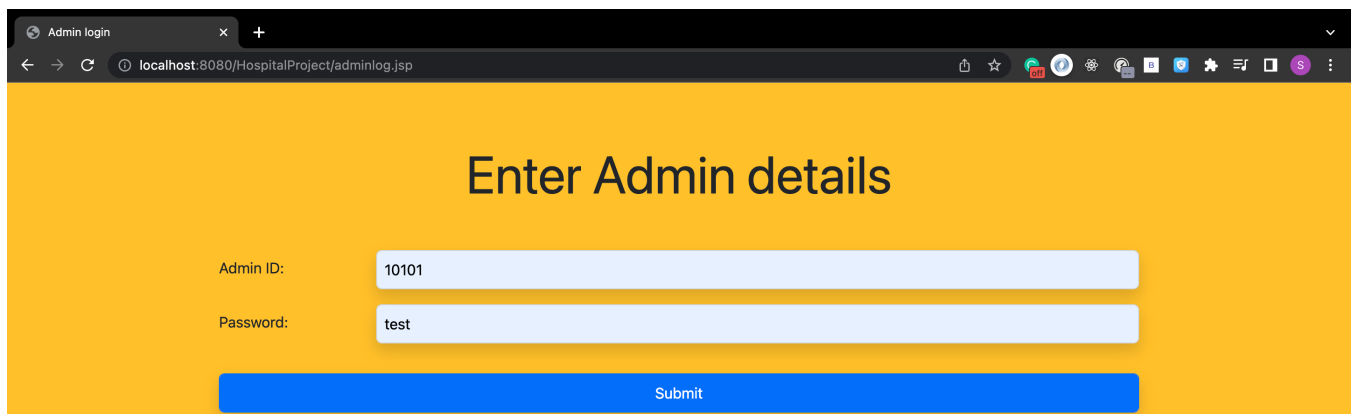 Admin login
localhost:8080/HospitalProject/adminlog.jsp
off
B
S
Enter Admin details
Admin ID: 10101
Password: test
Submit